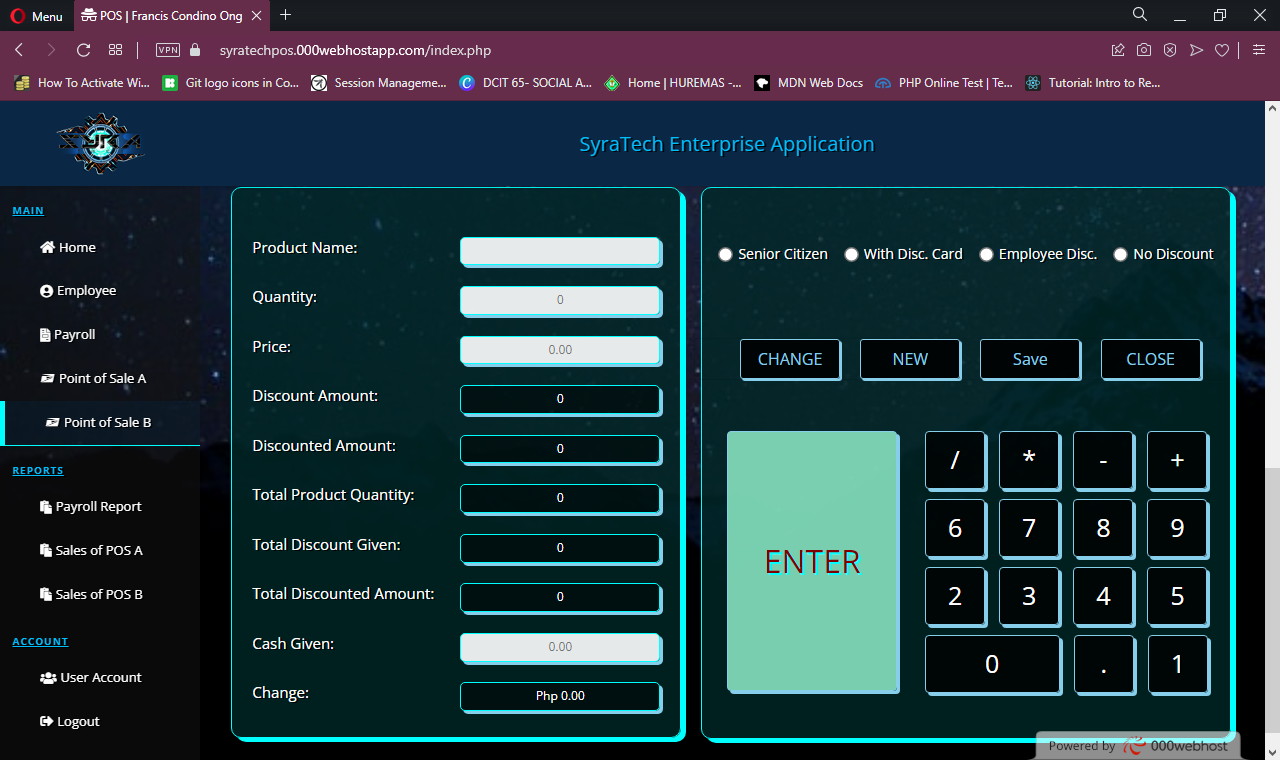 Menu
POS | Francis Condino Ong
VPN
syratechpos.000webhostapp.com/index.php
How To Activate Wi...
Git logo icons in Co...
Session Manageme...
DCIT 65- SOCIAL A...
Home | HUREMAS -...
MDN Web Docs
PHP Online Test | Te...
Tutorial: Intro to Re...
SyraTech Enterprise Application
MAIN
Home
Employee
Payroll
Point of Sale A
Point of Sale B
REPORTS
Payroll Report
Sales of POS A
Sales of POS B
ACCOUNT
User Account
Logout
Product Name:
Quantity: 0
Price: 0.00
Discount Amount: 0
Discounted Amount: 0
Total Product Quantity: 0
Total Discount Given: 0
Total Discounted Amount: 0
Cash Given: 0.00
Change: Php 0.00
Senior Citizen With Disc. Card Employee Disc. No Discount
CHANGE NEW Save CLOSE
ENTER
/ * - +
6 7 8 9
2 3 4 5
0 . 1
Powered by 000webhost